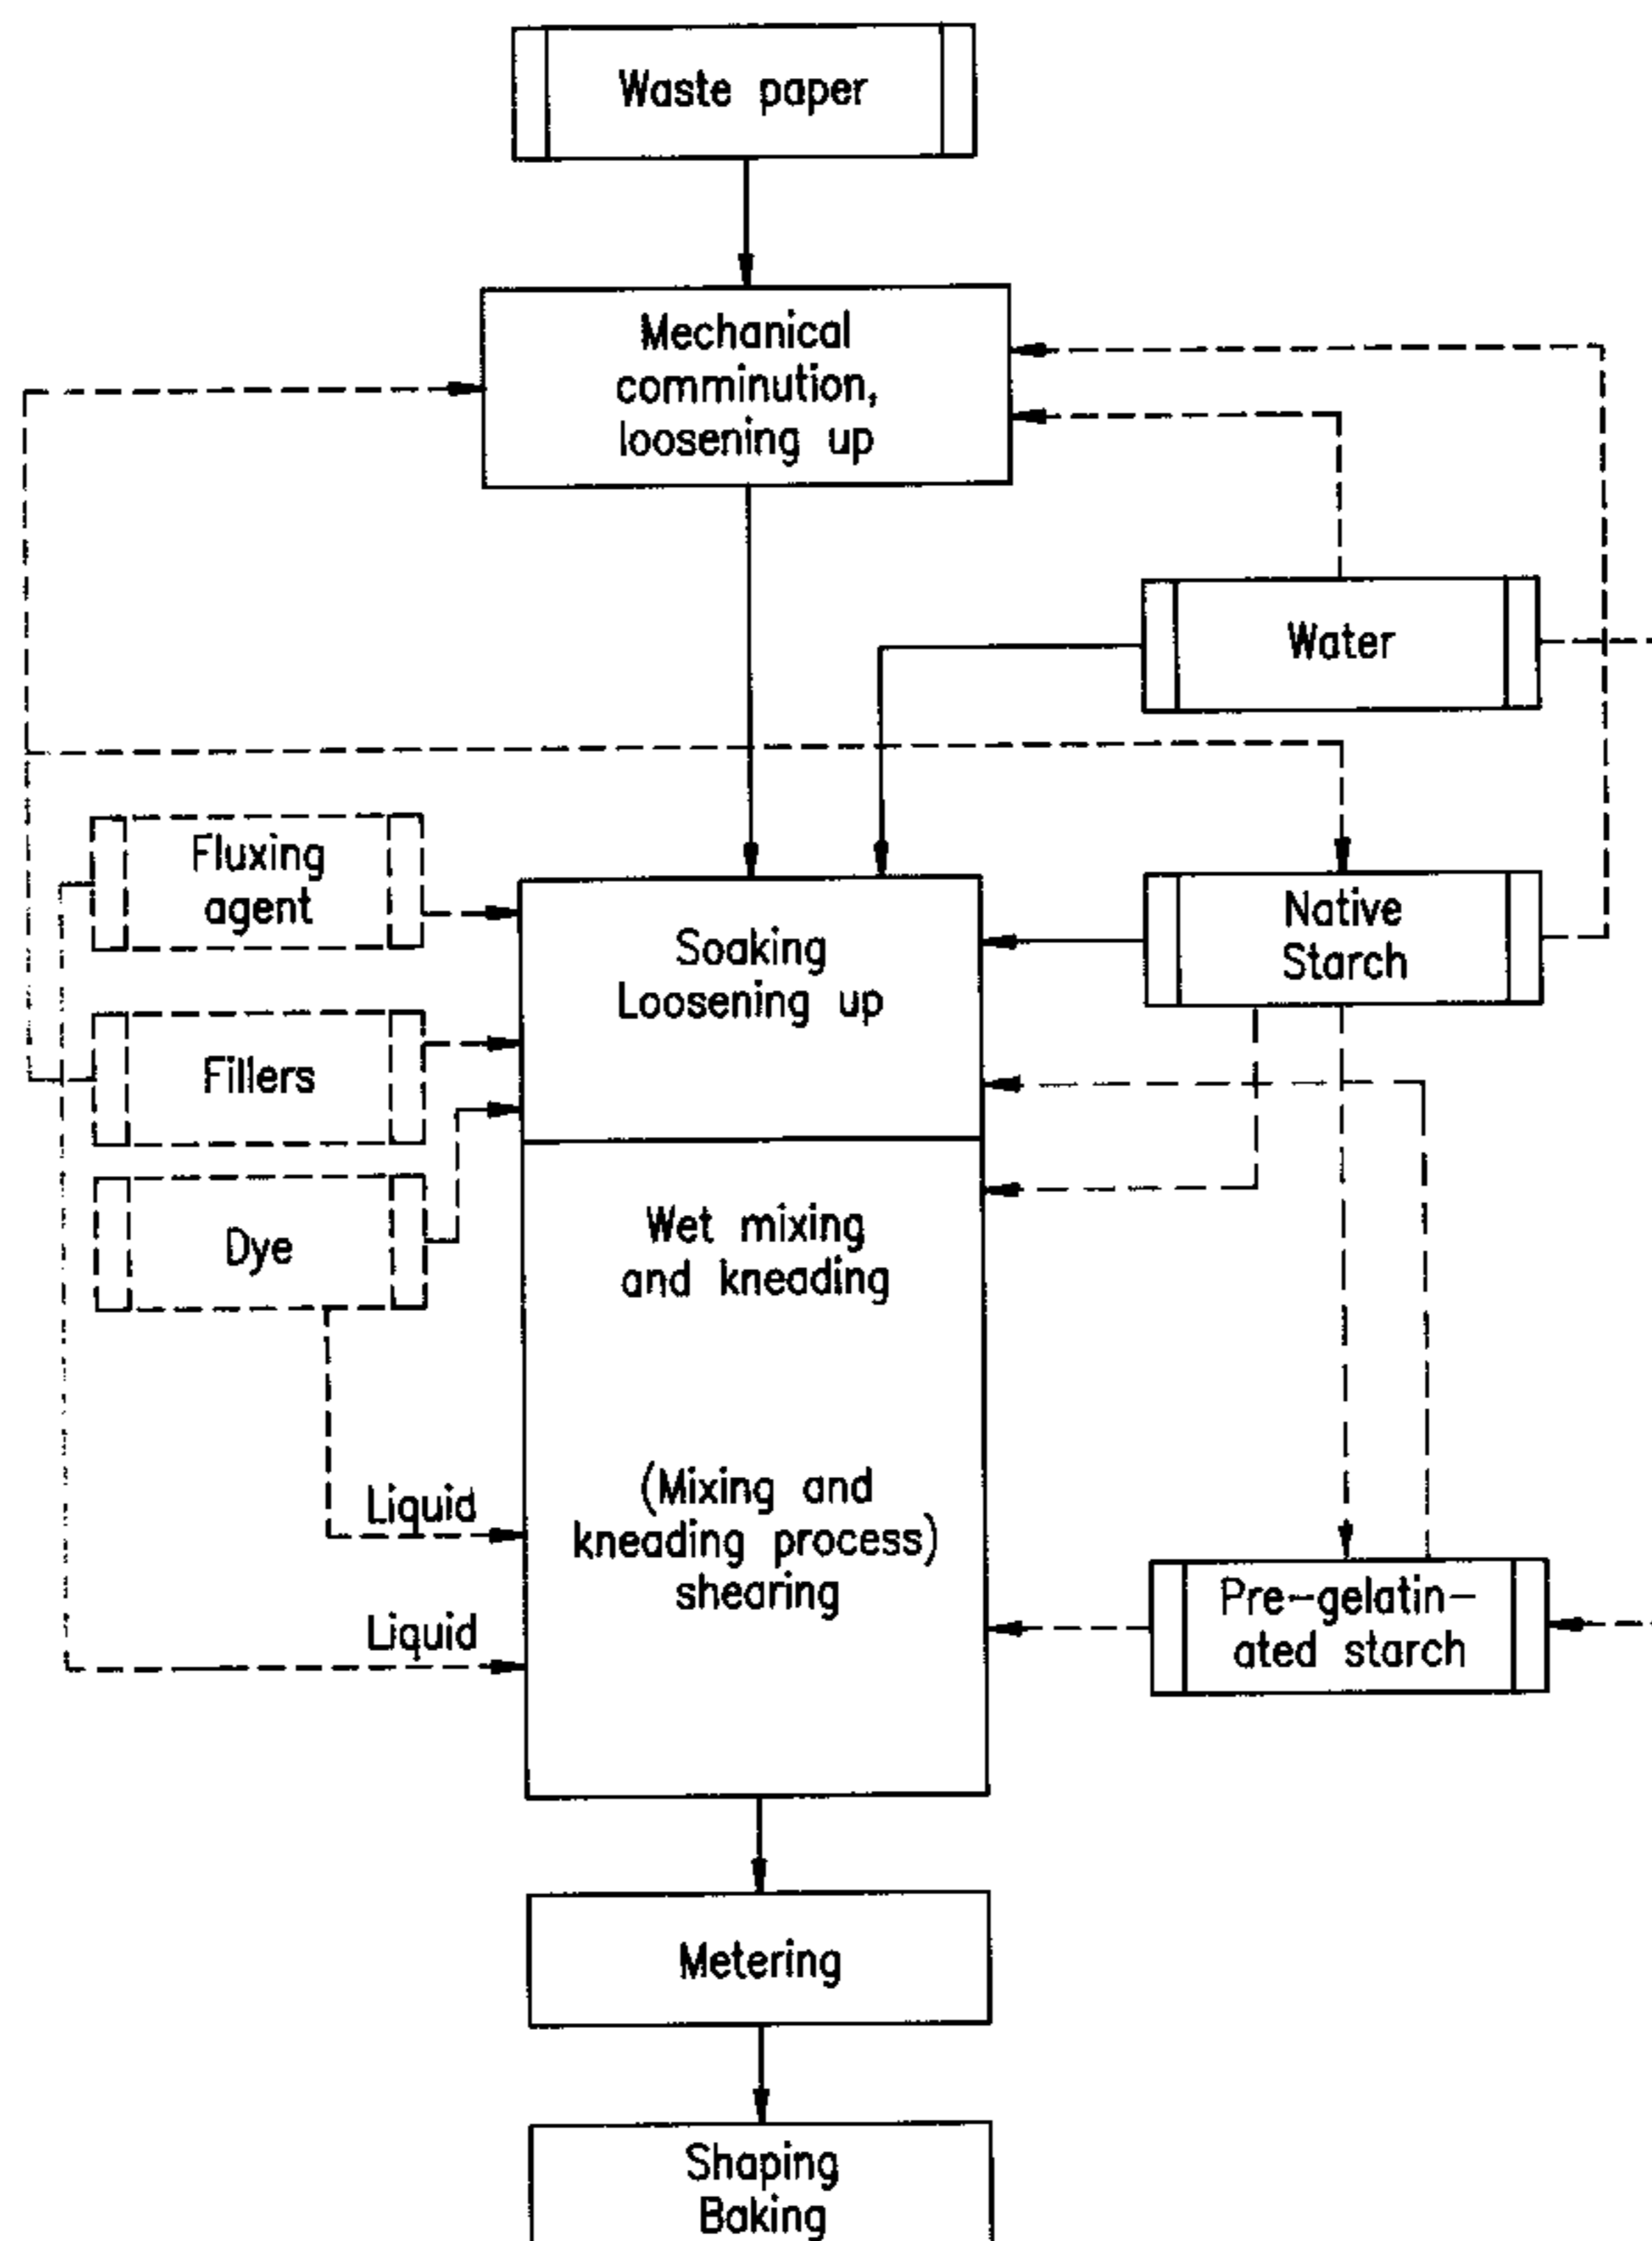 Waste paper
Mechanical
comminution,
loosening up
Water
Fluxing
agent
Native
Starch
Soaking
Loosening up
Fillers
Dye
Wet mixing
and kneading
Liquid
(Mixing and
kneading process)
shearing
Liquid
Pre-gelatin-
ated starch
Metering
Shaping
Baking